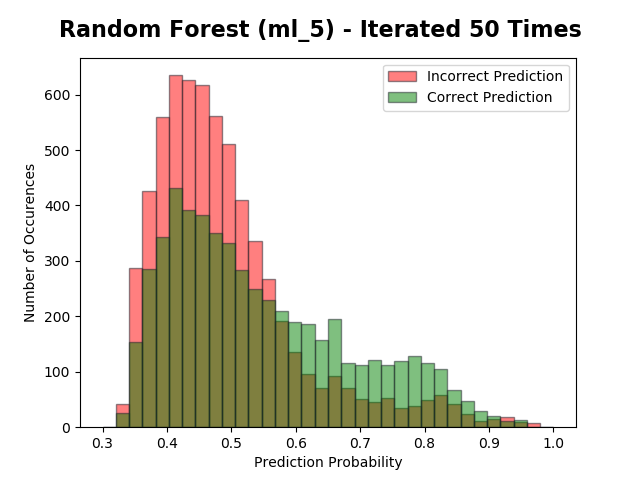 Random Forest (ml_5) - Iterated 50 Times
Incorrect Prediction
Correct Prediction
Number of Occurences
600
500
400
300
200
100
0
0.3 0.4 0.5 0.6 0.7 0.8 0.9 1.0
Prediction Probability